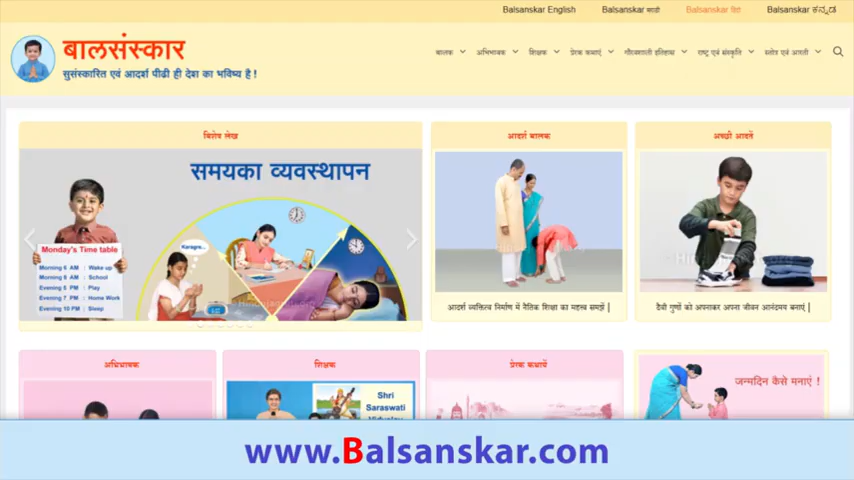 Balsanskar English
Balsanskar मराठी
Balsanskar हिंदी
Balsanskar ಕನ್ನಡ
बालसंस्कार
सुसंस्कारित एवं आदर्श पीढी ही देश का भविष्य है !
बालक
अभिभावक
शिक्षक
प्रेरक कथाएं
गौरवशाली इतिहास
राष्ट्र एवं संस्कृति
स्तोत्र एवं आरती
विशेष लेख
आदर्श बालक
अच्छी आदतें
समयका व्यवस्थापन
Karagre...
Monday's Time table
Morning 6 AM : Wake up
Morning 8 AM : School
Evening 5 PM : Play
Evening 7 PM : Home Work
Evening 10 PM : Sleep
आदर्श व्यक्तित्व निर्माण में नैतिक शिक्षा का महत्व समझें |
दैवी गुणों को अपनाकर अपना जीवन आनंदमय बनाएं |
अभिभावक
शिक्षक
प्रेरक कथायें
जन्मदिन कैसे मनाएं !
Shri
Saraswati
www.Balsanskar.com